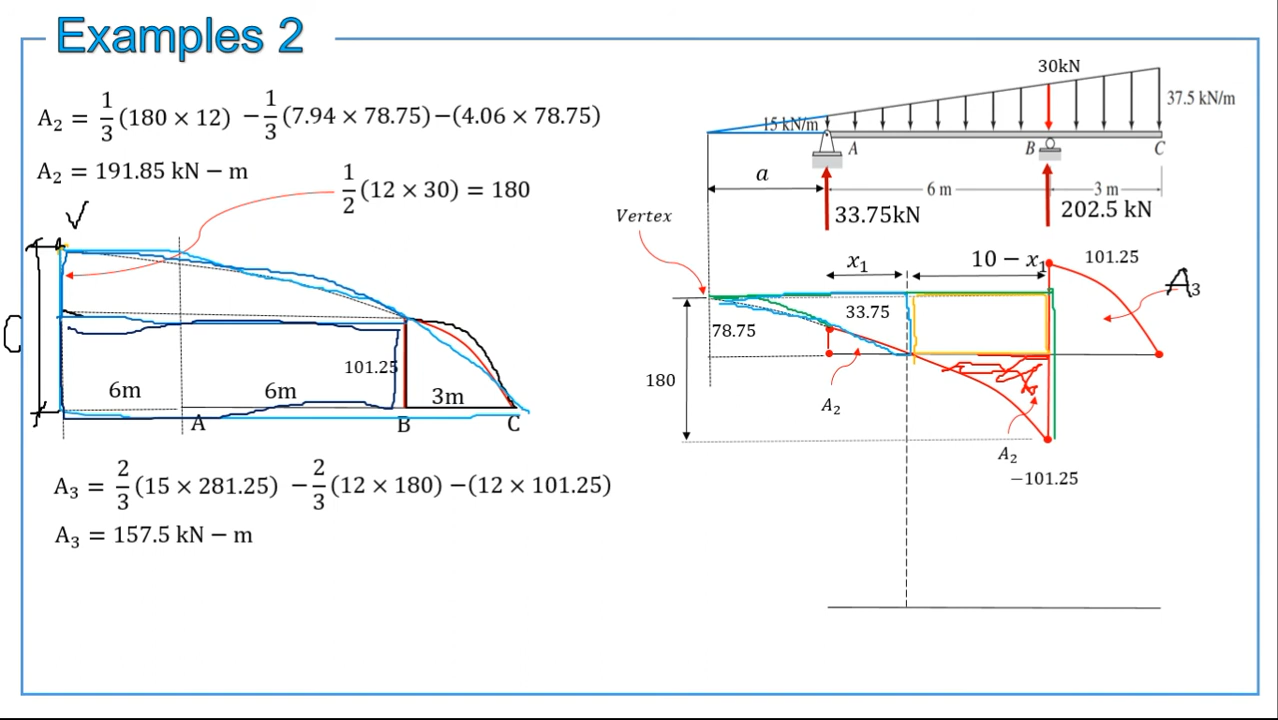 Examples 2
A₂ = 1/3 (180 × 12) − 1/3 (7.94 × 78.75) − (4.06 × 78.75)
A₂ = 191.85 kN − m
1/2 (12 × 30) = 180
V
101.25
6m
6m
3m
A
B
C
A₃ = 2/3 (15 × 281.25) − 2/3 (12 × 180) − (12 × 101.25)
A₃ = 157.5 kN − m
30kN
37.5 kN/m
15 kN/m
A
B
C
a
6 m
3 m
33.75kN
202.5 kN
Vertex
x₁
10 − x₁
101.25
A₃
33.75
78.75
180
A₂
A₂
−101.25